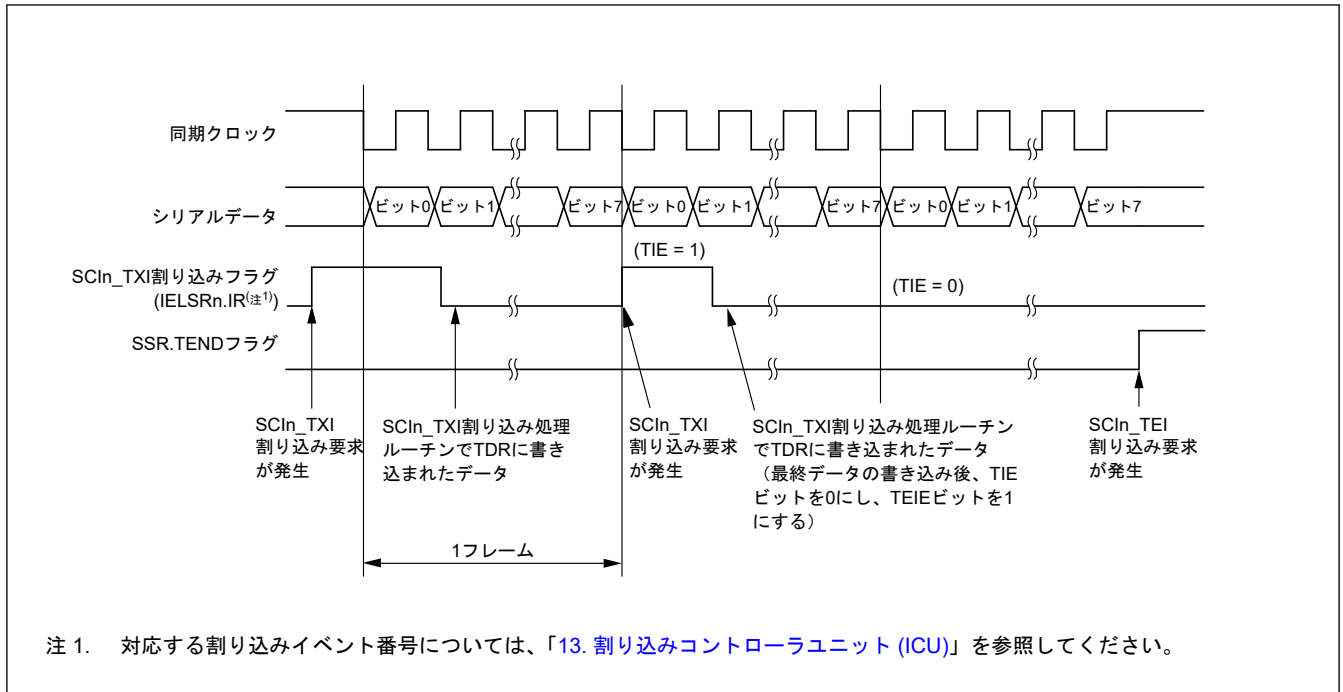 同期クロック
シリアルデータ
ビット0 ビット1 ビット7 ビット0 ビット1 ビット7 ビット0 ビット1 ビット7
(TIE = 1)
SCIn_TXI割り込みフラグ
(IELSRn.IR(注1))
(TIE = 0)
SSR.TENDフラグ
SCIn_TXI
割り込み要求
が発生
SCIn_TXI割り込み処理
ルーチンでTDRに書き
込まれたデータ
SCIn_TXI
割り込み要求
が発生
SCIn_TXI割り込み処理ルーチン
でTDRに書き込まれたデータ
（最終データの書き込み後、TIE
ビットを0にし、TEIEビットを1
にする）
SCIn_TEI
割り込み要求
が発生
1フレーム
注 1. 対応する割り込みイベント番号については、「13. 割り込みコントローラユニット (ICU)」を参照してください。